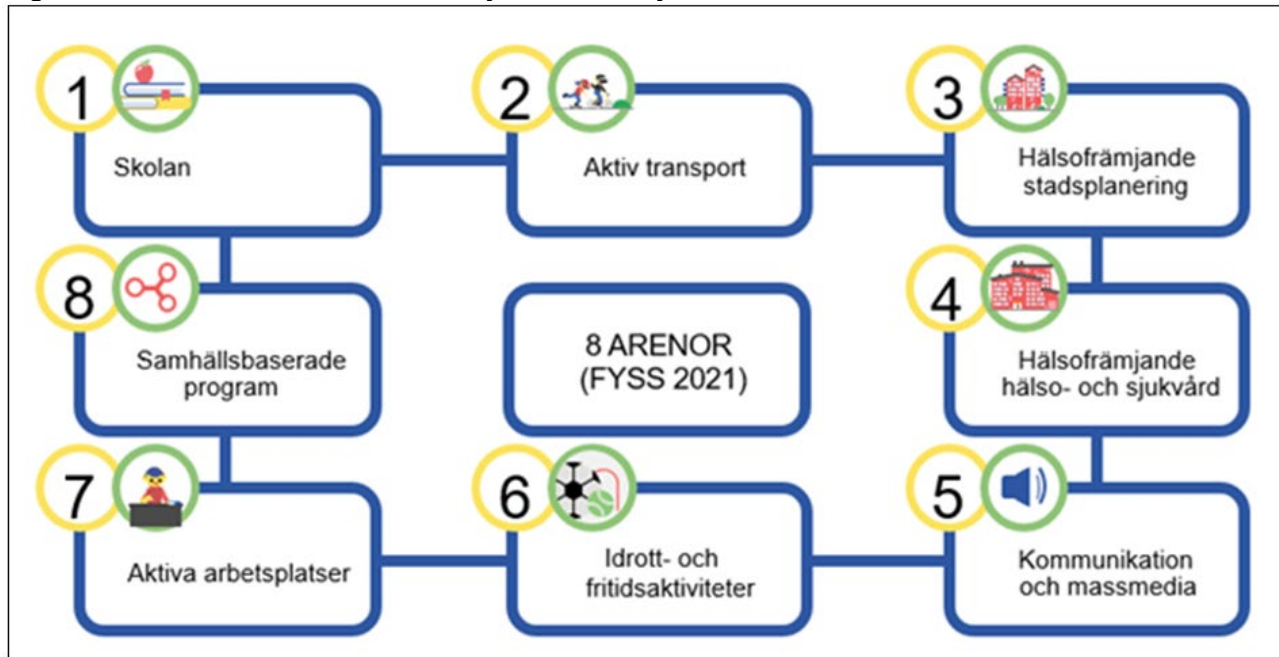 1
Skolan
2
Aktiv transport
3
Hälsofrämjande
stadsplanering
8
Samhällsbaserade
program
8 ARENOR
(FYSS 2021)
4
Hälsofrämjande
hälso- och sjukvård
7
Aktiva arbetsplatser
6
Idrott- och
fritidsaktiviteter
5
Kommunikation
och massmedia